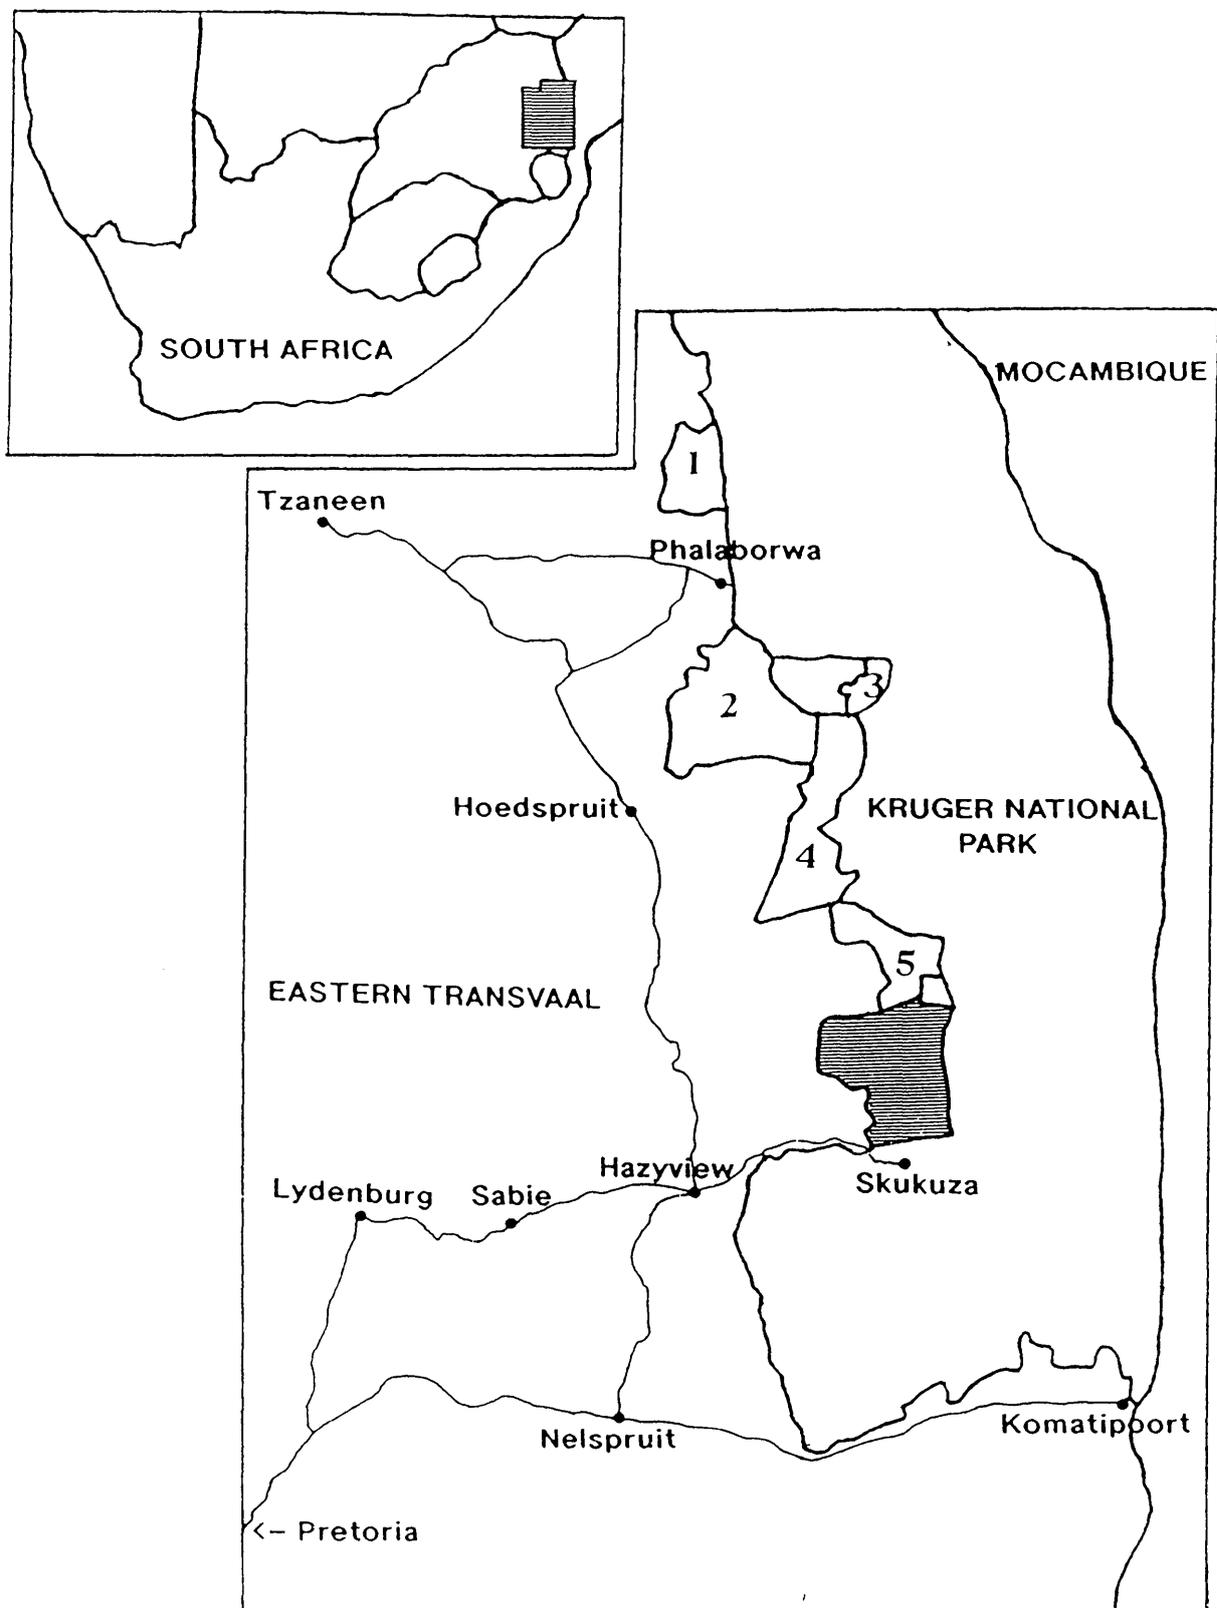 SOUTH AFRICA
MOCAMBIQUE
1
Tzaneen
Phalaborwa
3
2
Hoedspruit
KRUGER NATIONAL
PARK
4
5
EASTERN TRANSVAAL
Hazyview
Skukuza
Lydenburg
Sabie
Komatipoort
Nelspruit
<– Pretoria